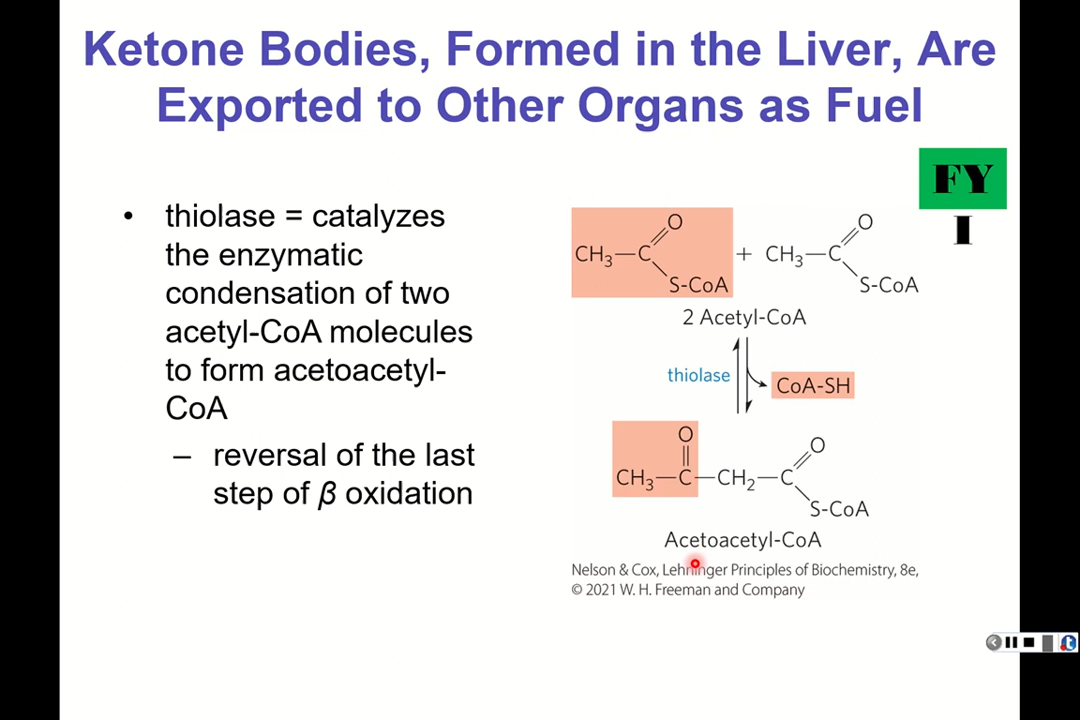 Ketone Bodies, Formed in the Liver, Are
Exported to Other Organs as Fuel
FY
I
• thiolase = catalyzes
the enzymatic
condensation of two
acetyl-CoA molecules
to form acetoacetyl-
CoA
– reversal of the last
step of β oxidation
O
CH₃—C
S-CoA
+
O
CH₃—C
S-CoA
2 Acetyl-CoA
thiolase
CoA-SH
O
O
CH₃—C—CH₂—C
S-CoA
Acetoacetyl-CoA
Nelson & Cox, Lehninger Principles of Biochemistry, 8e,
© 2021 W. H. Freeman and Company
t